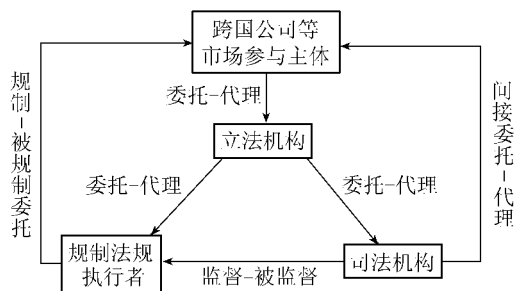 跨国公司等
市场参与主体
委托-代理
立法机构
委托-代理
委托-代理
规制法规
执行者
监督-被监督
司法机构
规制-被规制委托
间接委托-代理